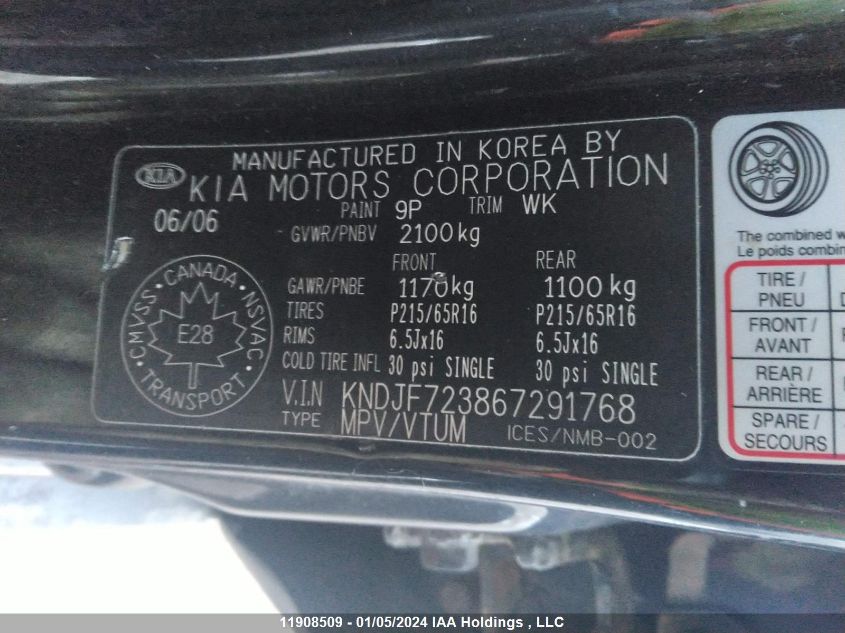 MANUFACTURED IN KOREA BY
KIA KIA MOTORS CORPORATION
06/06 PAINT 9P TRIM WK
GVWR/PNBV 2100kg
FRONT REAR
GAWR/PNBE 1170kg 1100kg
TIRES P215/65R16 P215/65R16
RIMS 6.5Jx16 6.5Jx16
COLD TIRE INFL 30 psi SINGLE 30 psi SINGLE
V.I.N KNDJF723867291768
TYPE MPV/VTUM ICES/NMB-002
CMVSS CANADA NSVAC
E28
TRANSPORT
The combined
Le poids
TIRE /
PNEU
FRONT /
AVANT
REAR /
ARRIÈRE
SPARE /
SECOURS
11908509 - 01/05/2024 IAA Holdings , LLC